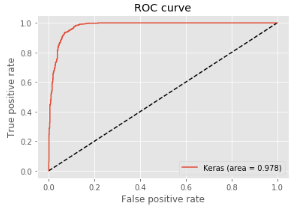 ROC curve
True positive rate
1.0
0.8
0.6
0.4
0.2
0.0
Keras (area = 0.978)
0.0 0.2 0.4 0.6 0.8 1.0
False positive rate